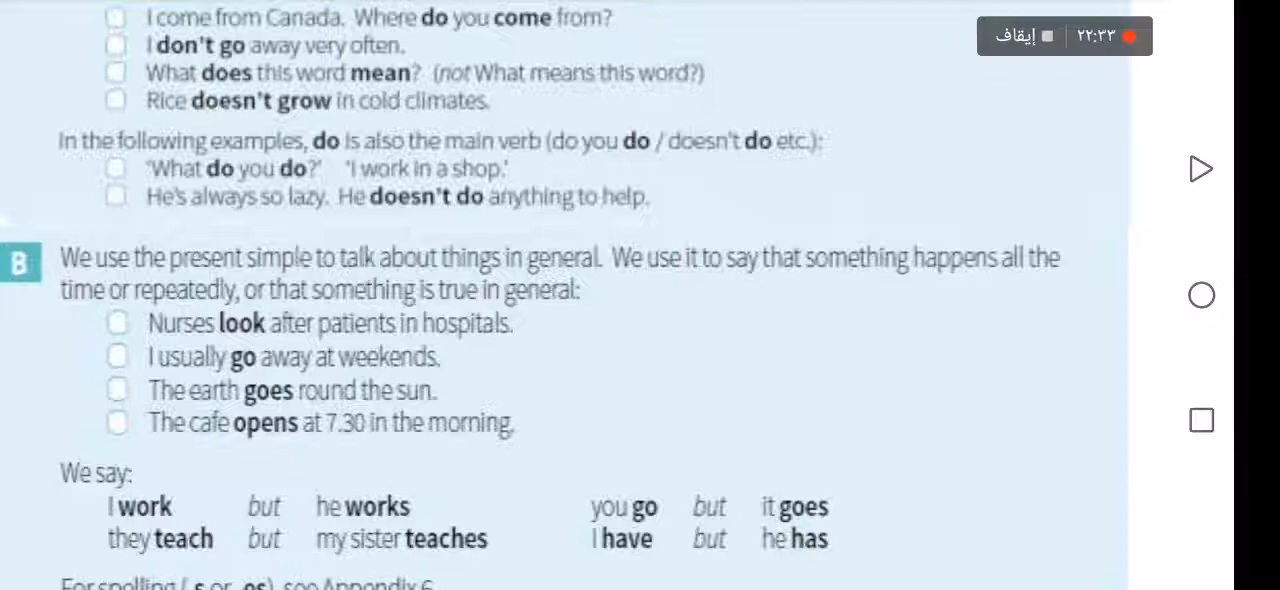 I come from Canada. Where do you come from?
إيقاف ٢٢:٣٣
I don't go away very often.
What does this word mean? (not What means this word?)
Rice doesn't grow in cold climates.
In the following examples, do is also the main verb (do you do / doesn't do etc.):
'What do you do?' 'I work in a shop.'
He's always so lazy. He doesn't do anything to help.
B We use the present simple to talk about things in general. We use it to say that something happens all the
time or repeatedly, or that something is true in general:
Nurses look after patients in hospitals.
I usually go away at weekends.
The earth goes round the sun.
The cafe opens at 7.30 in the morning.
We say:
I work but he works you go but it goes
they teach but my sister teaches I have but he has
For spelling (-s or -es), see Appendix 6.